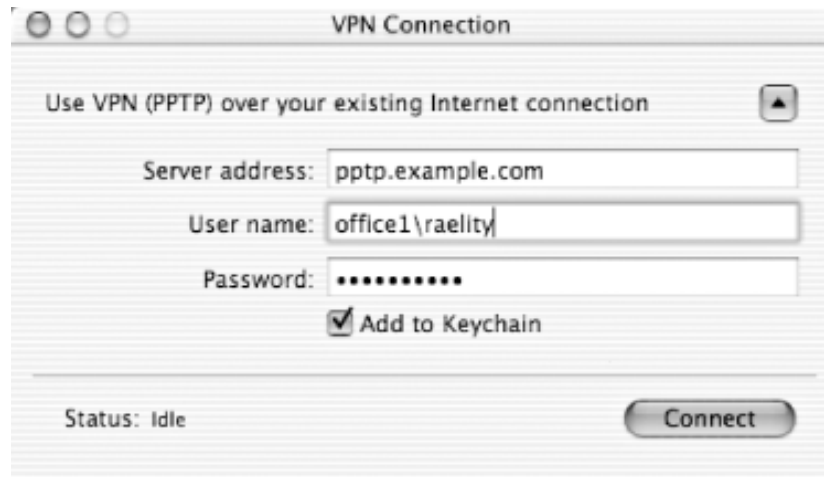 VPN Connection
Use VPN (PPTP) over your existing Internet connection
Server address: pptp.example.com
User name: office1\raelity
Password: ••••••••••
Add to Keychain
Status: Idle
Connect